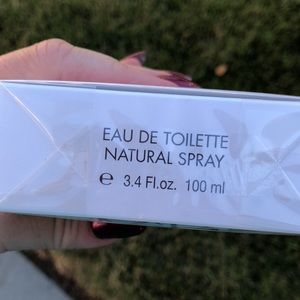 EAU DE TOILETTE
NATURAL SPRAY
℮ 3.4 Fl.oz. 100 ml